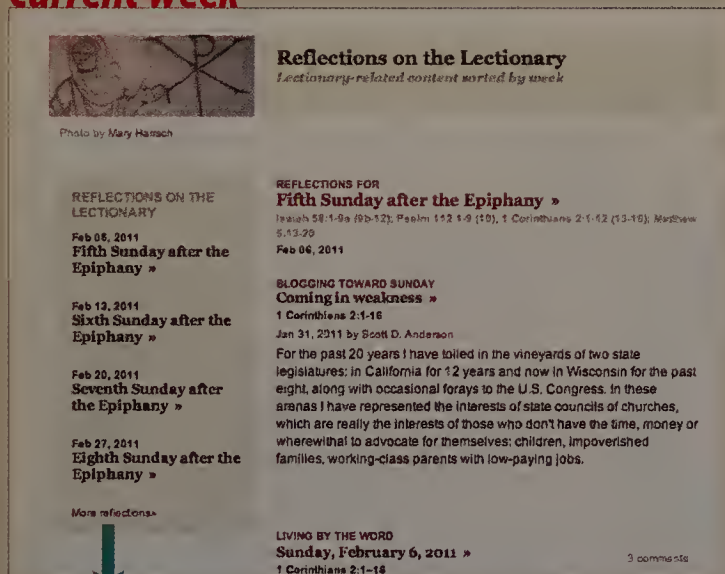 current week
Reflections on the Lectionary
Lectionary-related content sorted by week
Photo by Mary Harrsch
REFLECTIONS ON THE
LECTIONARY
Feb 06, 2011
Fifth Sunday after the
Epiphany »
Feb 13, 2011
Sixth Sunday after the
Epiphany »
Feb 20, 2011
Seventh Sunday after
the Epiphany »
Feb 27, 2011
Eighth Sunday after the
Epiphany »
More reflections»
REFLECTIONS FOR
Fifth Sunday after the Epiphany »
Isaiah 58:1-9a (9b-12); Psalm 112:1-9 (10), 1 Corinthians 2:1-12 (13-16); Matthew
5:13-20
Feb 06, 2011
BLOGGING TOWARD SUNDAY
Coming in weakness »
1 Corinthians 2:1-16
Jan 31, 2011 by Scott D. Anderson
For the past 20 years I have toiled in the vineyards of two state
legislatures: in California for 12 years and now in Wisconsin for the past
eight, along with occasional forays to the U.S. Congress. In these
arenas I have represented the interests of state councils of churches,
which are really the interests of those who don't have the time, money or
wherewithal to advocate for themselves: children, impoverished
families, working-class parents with low-paying jobs.
LIVING BY THE WORD
Sunday, February 6, 2011 »
3 comments
1 Corinthians 2:1–16